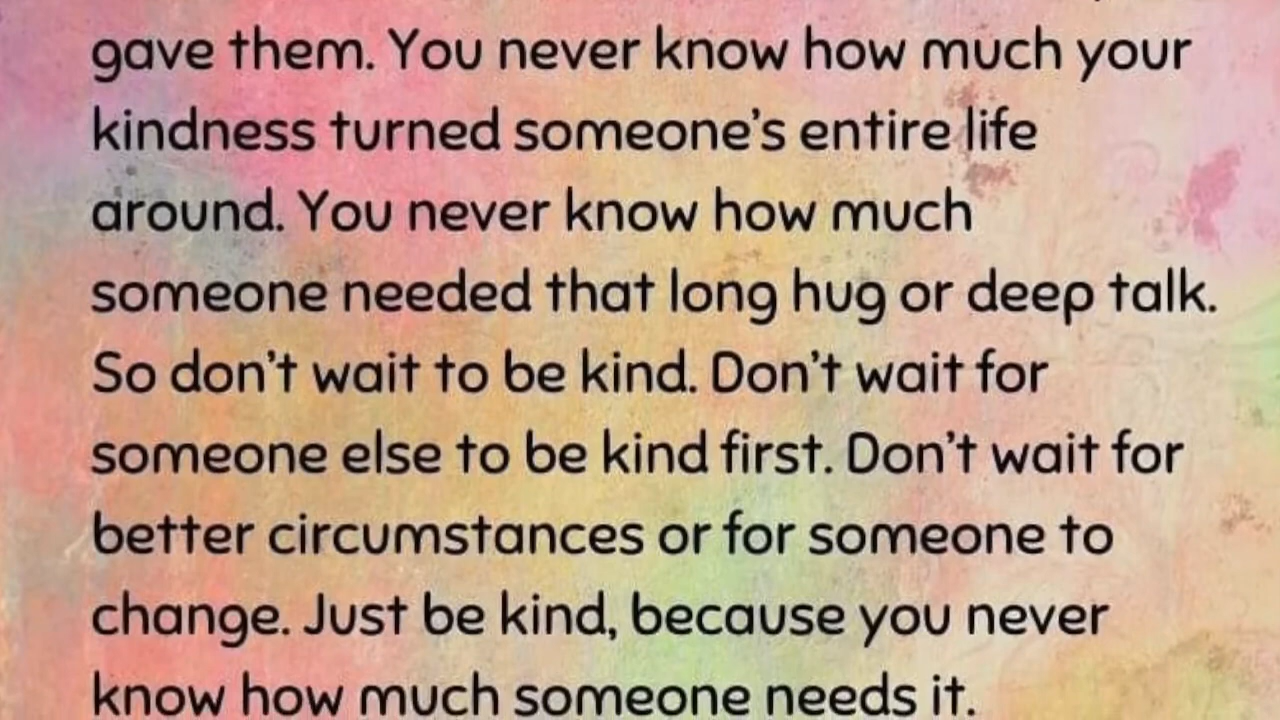 gave them. You never know how much your
kindness turned someone’s entire life
around. You never know how much
someone needed that long hug or deep talk.
So don’t wait to be kind. Don’t wait for
someone else to be kind first. Don’t wait for
better circumstances or for someone to
change. Just be kind, because you never
know how much someone needs it.